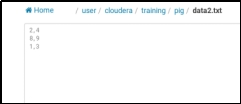 Home / user / cloudera / training / pig / data2.txt
2,4
8,9
1,3